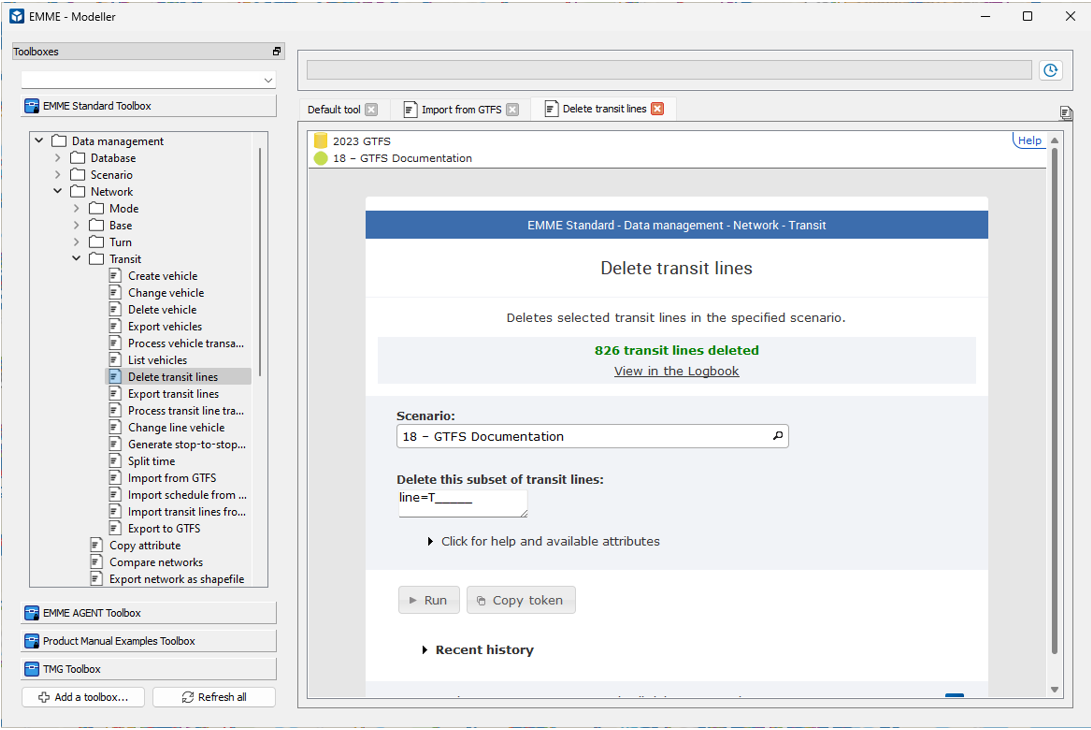 EMME - Modeller
Toolboxes
EMME Standard Toolbox
Data management
Database
Scenario
Network
Mode
Base
Turn
Transit
Create vehicle
Change vehicle
Delete vehicle
Export vehicles
Process vehicle transa...
List vehicles
Delete transit lines
Export transit lines
Process transit line tra...
Change line vehicle
Generate stop-to-stop...
Split time
Import from GTFS
Import schedule from ...
Import transit lines fro...
Export to GTFS
Copy attribute
Compare networks
Export network as shapefile
EMME AGENT Toolbox
Product Manual Examples Toolbox
TMG Toolbox
Add a toolbox...
Refresh all
Default tool
Import from GTFS
Delete transit lines
2023 GTFS
Help
18 - GTFS Documentation
EMME Standard - Data management - Network - Transit
Delete transit lines
Deletes selected transit lines in the specified scenario.
826 transit lines deleted
View in the Logbook
Scenario:
18 - GTFS Documentation
Delete this subset of transit lines:
line=T_____
Click for help and available attributes
Run
Copy token
Recent history